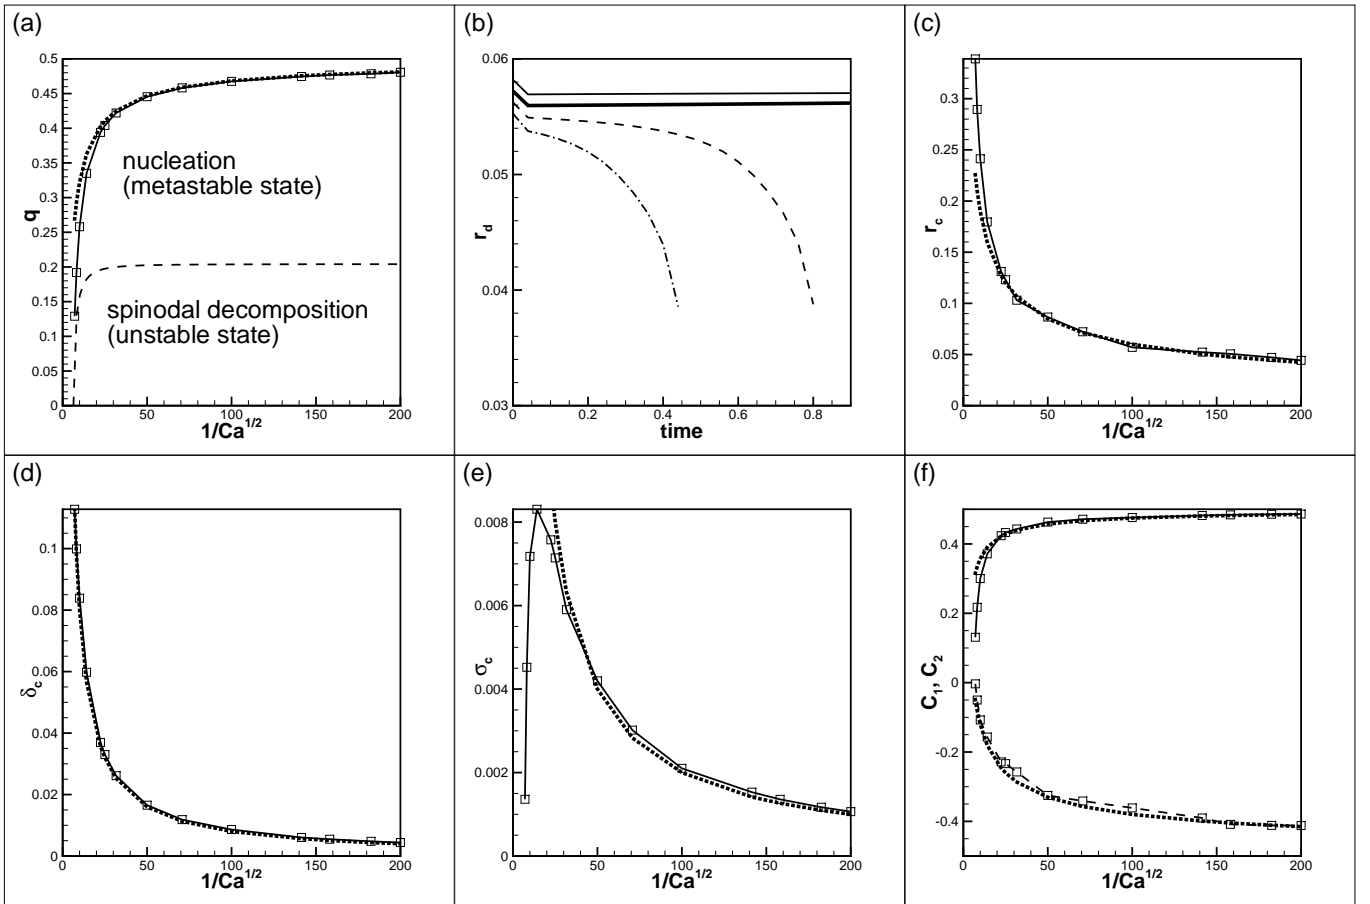 (a)
0.5
0.45
0.4
0.35
0.3
0.25
0.2
0.15
0.1
0.05
0
q
nucleation
(metastable state)
spinodal decomposition
(unstable state)
0 50 100 150 200
1/Ca^{1/2}
(b)
0.06
0.05
0.04
0.03
r_d
0 0.2 0.4 0.6 0.8
time
(c)
0.3
0.25
0.2
0.15
0.1
0.05
0
r_c
0 50 100 150 200
1/Ca^{1/2}
(d)
0.1
0.08
0.06
0.04
0.02
0
δ_c
0 50 100 150 200
1/Ca^{1/2}
(e)
0.008
0.006
0.004
0.002
0
σ_c
0 50 100 150 200
1/Ca^{1/2}
(f)
0.4
0.2
0
-0.2
-0.4
C_1, C_2
0 50 100 150 200
1/Ca^{1/2}